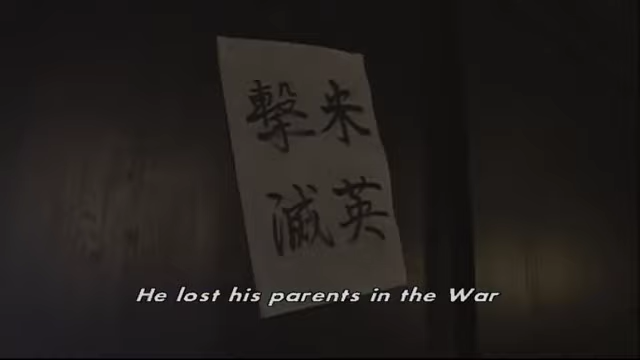 米英
撃滅
He lost his parents in the War